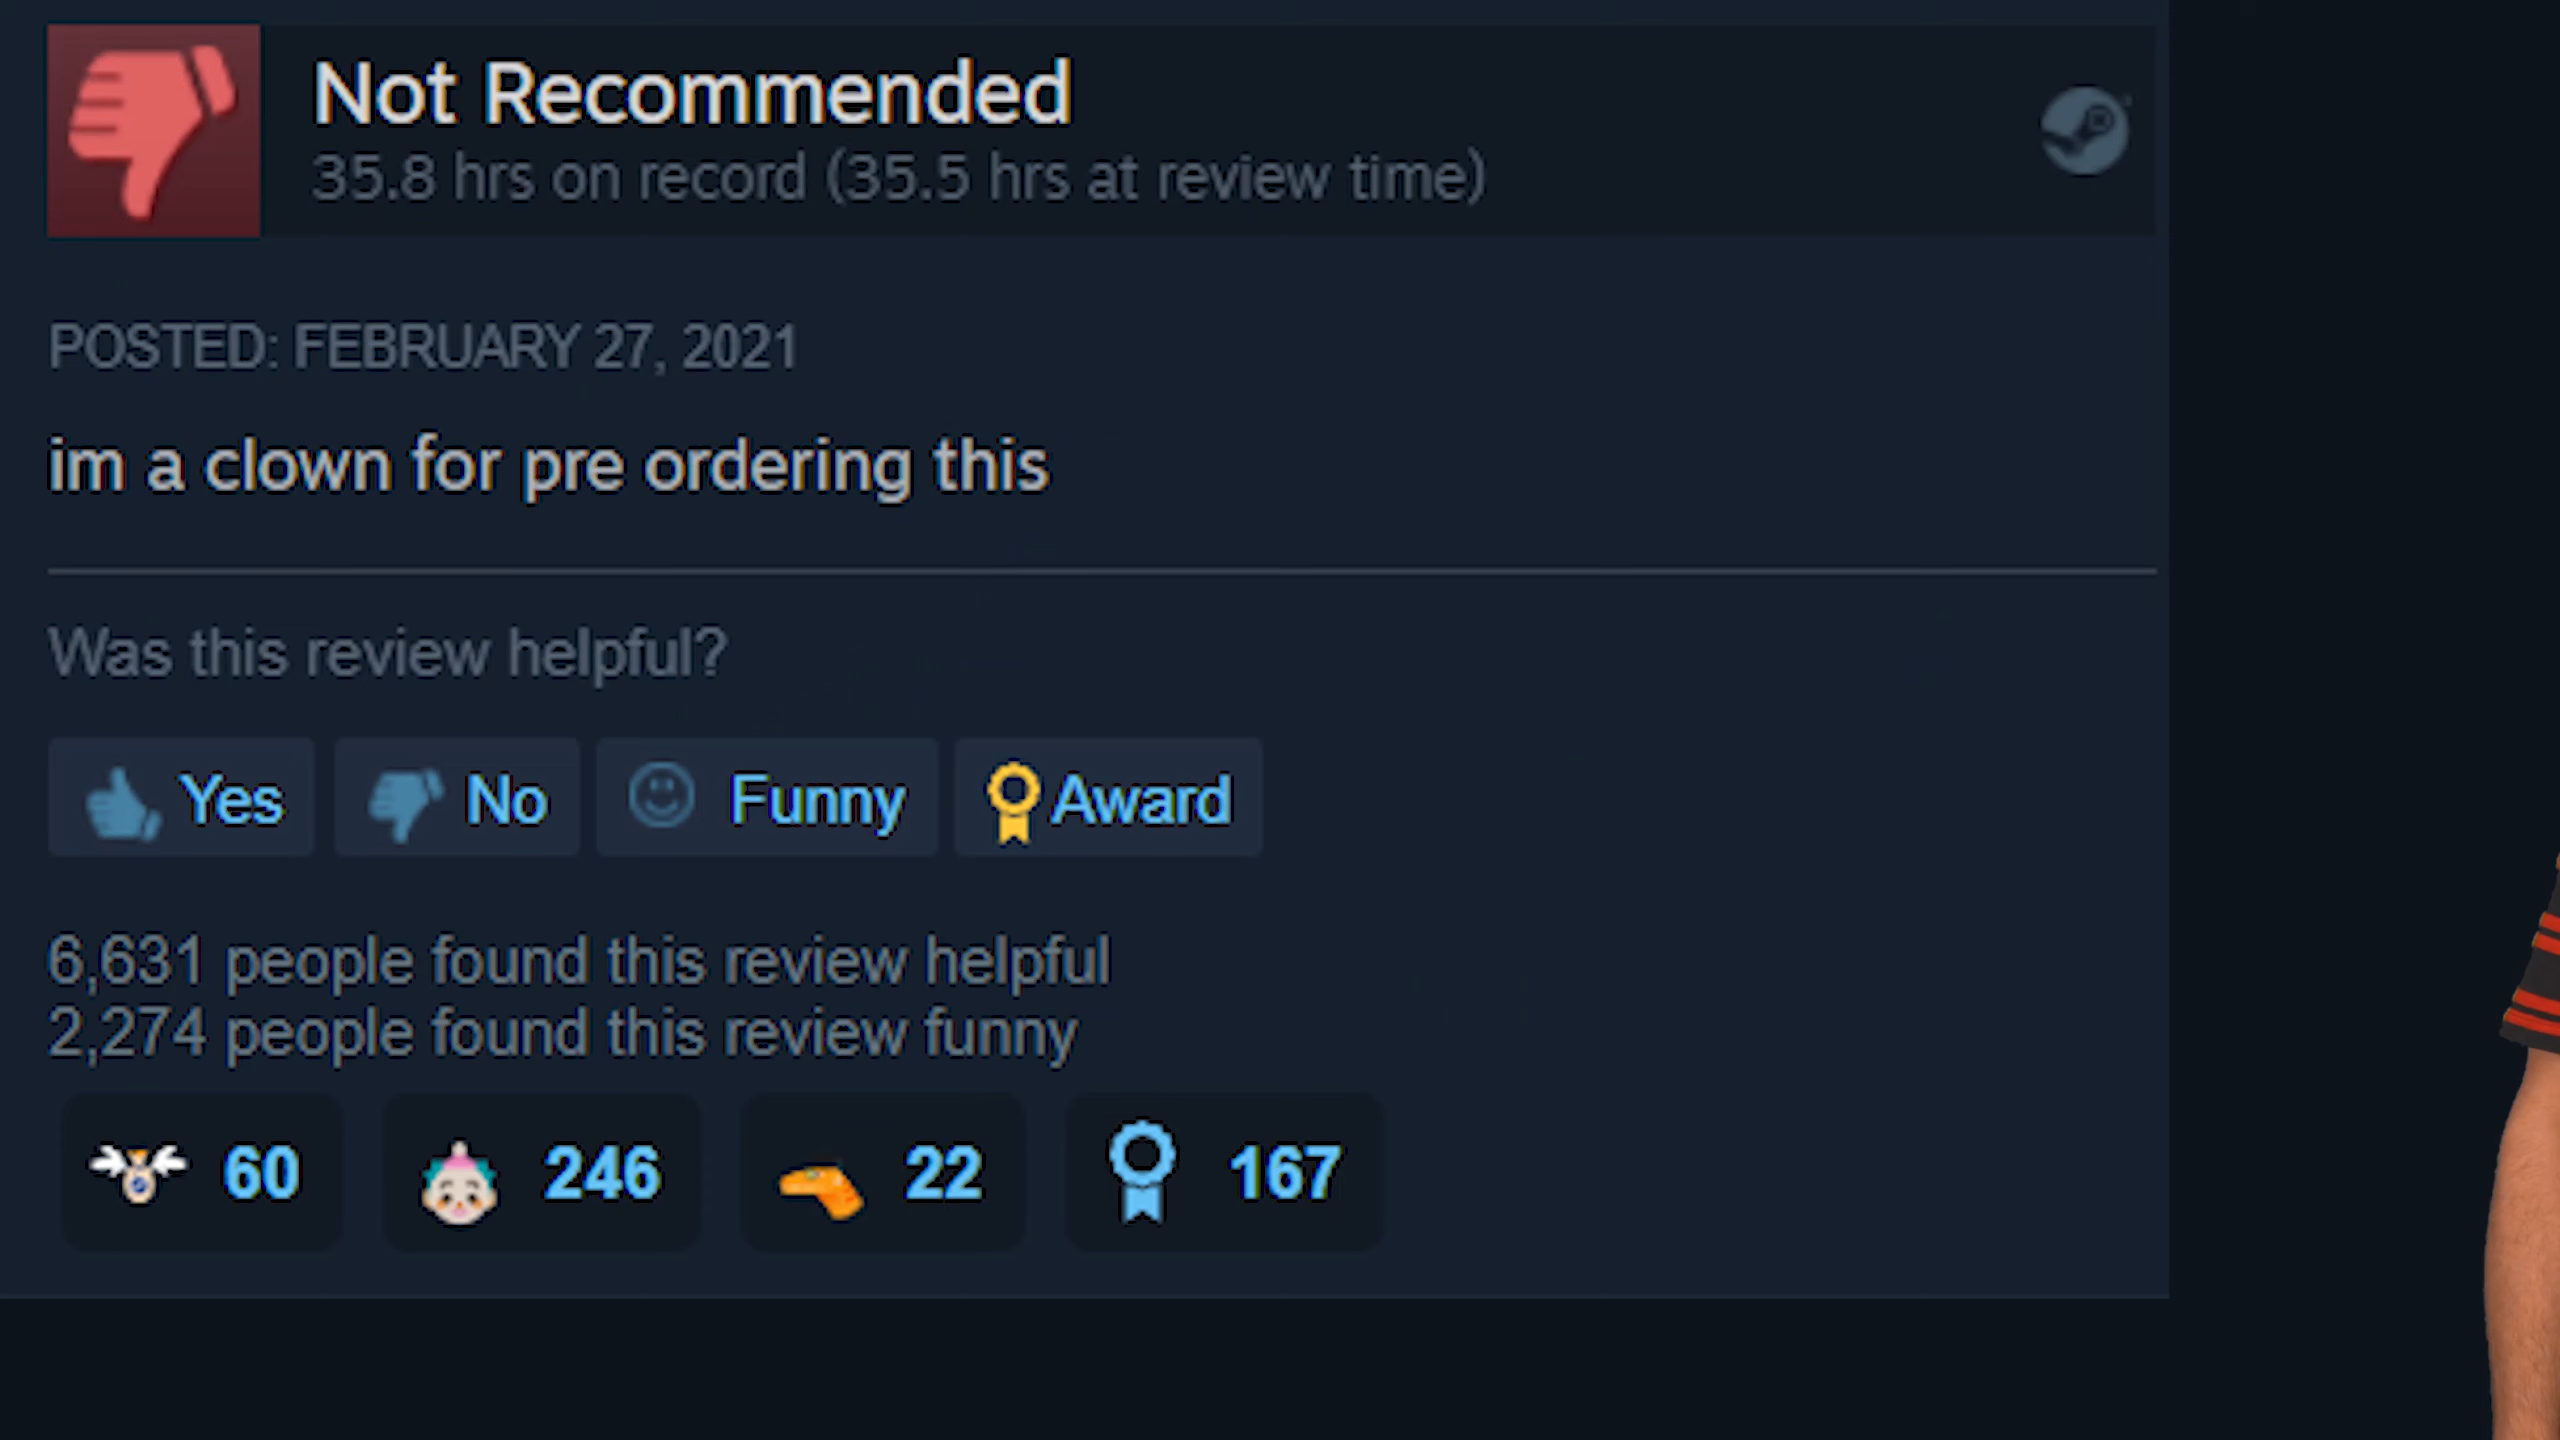 Not Recommended
35.8 hrs on record (35.5 hrs at review time)
POSTED: FEBRUARY 27, 2021
im a clown for pre ordering this
Was this review helpful?
Yes No Funny Award
6,631 people found this review helpful
2,274 people found this review funny
60 246 22 167